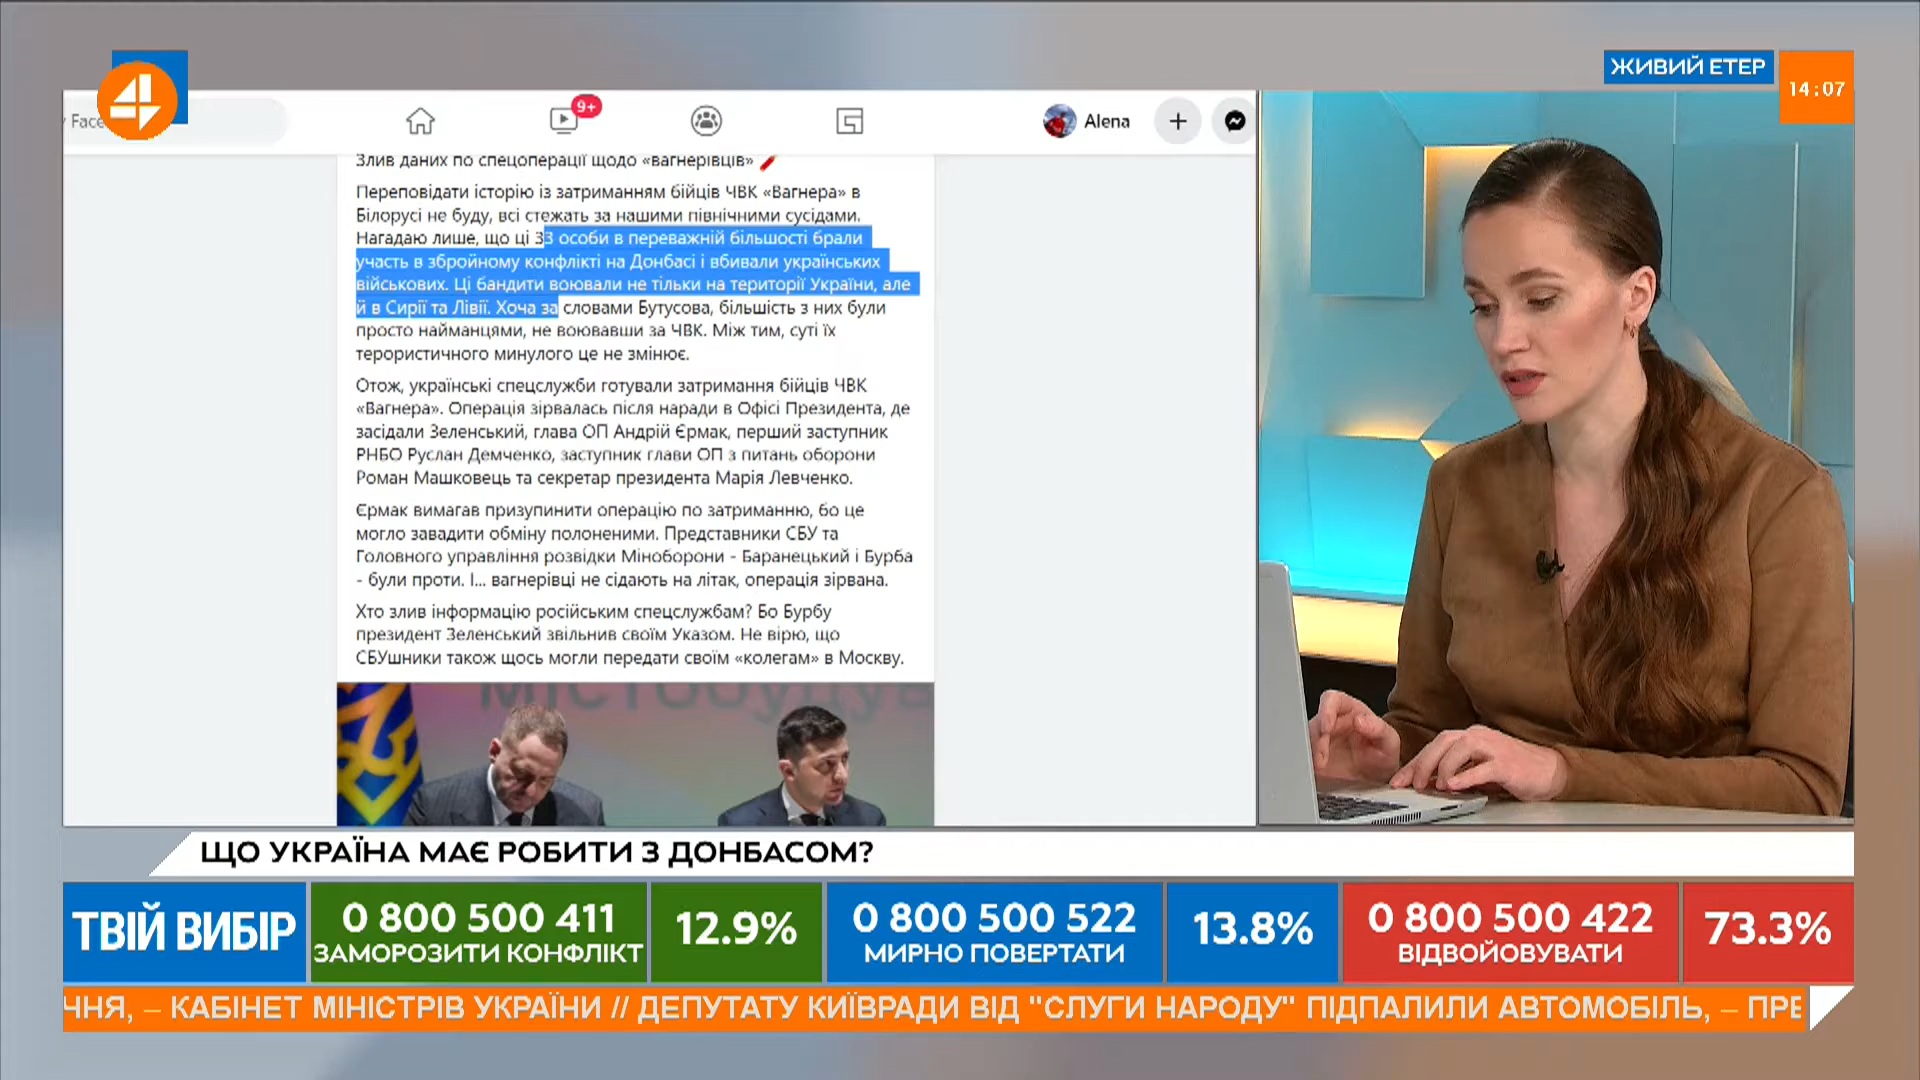 4
ЖИВИЙ ЕТЕР
14:07
Face
9+
Alena
Злив даних по спецоперації щодо «вагнерівців»
Переповідати історію із затриманням бійців ЧВК «Вагнера» в
Білорусі не буду, всі стежать за нашими північними сусідами.
Нагадаю лише, що ці 33 особи в переважній більшості брали
участь в збройному конфлікті на Донбасі і вбивали українських
військових. Ці бандити воювали не тільки на території України, але
й в Сирії та Лівії. Хоча за словами Бутусова, більшість з них були
просто найманцями, не воювавши за ЧВК. Між тим, суті їх
терористичного минулого це не змінює.
Отож, українські спецслужби готували затримання бійців ЧВК
«Вагнера». Операція зірвалась після наради в Офісі Президента, де
засідали Зеленський, глава ОП Андрій Єрмак, перший заступник
РНБО Руслан Демченко, заступник глави ОП з питань оборони
Роман Машковець та секретар президента Марія Левченко.
Єрмак вимагав призупинити операцію по затриманню, бо це
могло завадити обміну полоненими. Представники СБУ та
Головного управління розвідки Міноборони - Баранецький і Бурба
- були проти. І... вагнерівці не сідають на літак, операція зірвана.
Хто злив інформацію російським спецслужбам? Бо Бурбу
президент Зеленський звільнив своїм Указом. Не вірю, що
СБУшники також щось могли передати своїм «колегам» в Москву.
ЩО УКРАЇНА МАЄ РОБИТИ З ДОНБАСОМ?
ТВІЙ ВИБІР
0 800 500 411
ЗАМОРОЗИТИ КОНФЛІКТ
12.9%
0 800 500 522
МИРНО ПОВЕРТАТИ
13.8%
0 800 500 422
ВІДВОЙОВУВАТИ
73.3%
ЧНЯ, – КАБІНЕТ МІНІСТРІВ УКРАЇНИ // ДЕПУТАТУ КИЇВРАДИ ВІД "СЛУГИ НАРОДУ" ПІДПАЛИЛИ АВТОМОБІЛЬ, – ПРЕ